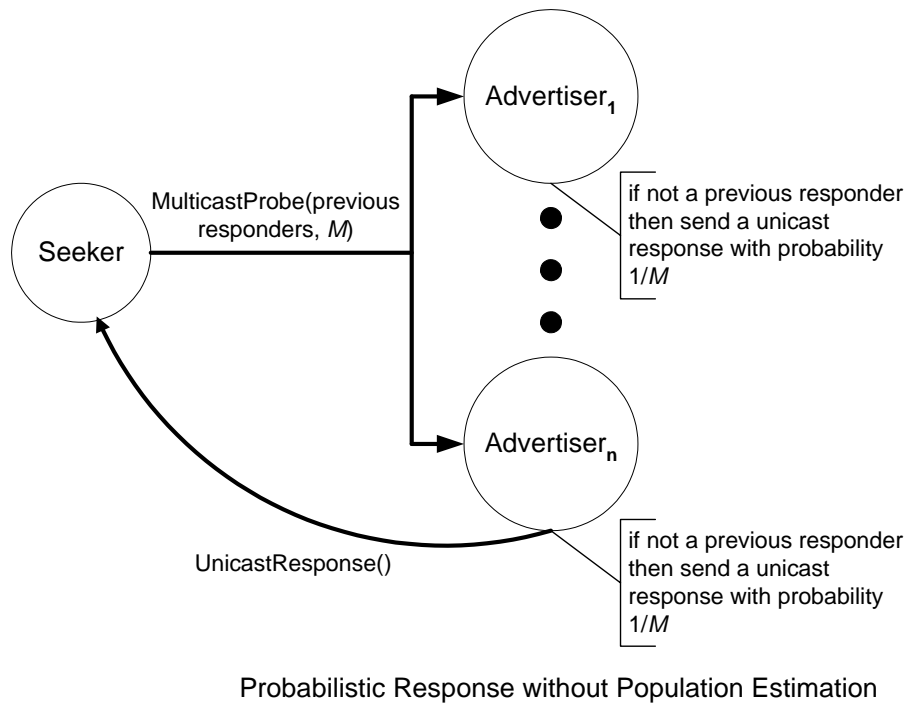 Advertiser1
MulticastProbe(previous
responders, M)
Seeker
if not a previous responder
then send a unicast
response with probability
1/M
Advertisern
UnicastResponse()
if not a previous responder
then send a unicast
response with probability
1/M
Probabilistic Response without Population Estimation